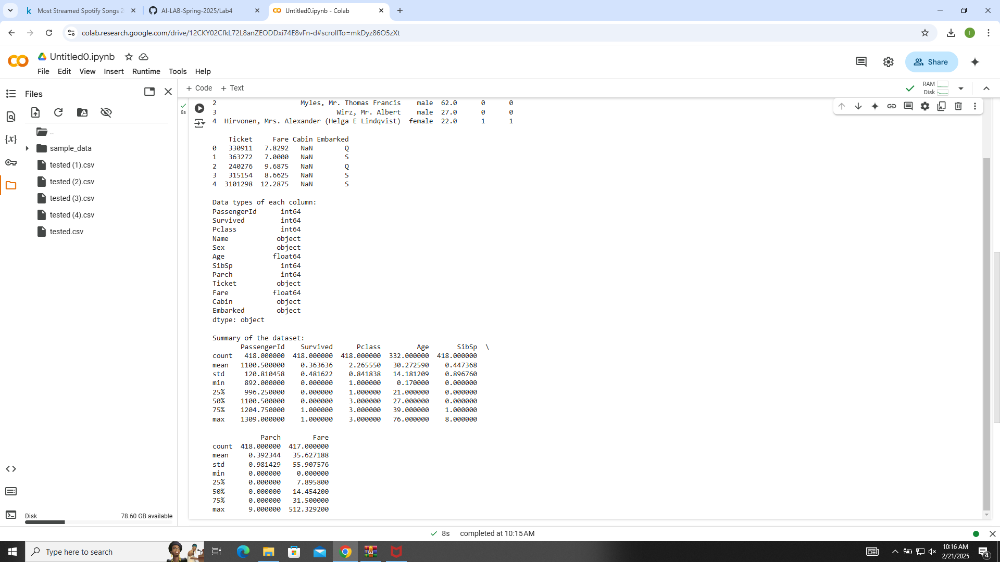 Most Streamed Spotify Songs 2
AI-LAB-Spring-2025/Lab4
Untitled0.ipynb - Colab
colab.research.google.com/drive/12CKY02CfkL72L8anZEODDxi74E8vFn-d#scrollTo=mkDyz86O5zXt
Untitled0.ipynb
File Edit View Insert Runtime Tools Help
Share
Files
+ Code + Text
RAM
Disk
..
sample_data
tested (1).csv
tested (2).csv
tested (3).csv
tested (4).csv
tested.csv
Disk 78.60 GB available
8s
2 Myles, Mr. Thomas Francis male 62.0 0 0
3 Wirz, Mr. Albert male 27.0 0 0
4 Hirvonen, Mrs. Alexander (Helga E Lindqvist) female 22.0 1 1
Ticket Fare Cabin Embarked
0 330911 7.8292 NaN Q
1 363272 7.0000 NaN S
2 240276 9.6875 NaN Q
3 315154 8.6625 NaN S
4 3101298 12.2875 NaN S
Data types of each column:
PassengerId int64
Survived int64
Pclass int64
Name object
Sex object
Age float64
SibSp int64
Parch int64
Ticket object
Fare float64
Cabin object
Embarked object
dtype: object
Summary of the dataset:
PassengerId Survived Pclass Age SibSp \
count 418.000000 418.000000 418.000000 332.000000 418.000000
mean 1100.500000 0.363636 2.265550 30.272590 0.447368
std 120.810458 0.481622 0.841838 14.181209 0.896760
min 892.000000 0.000000 1.000000 0.170000 0.000000
25% 996.250000 0.000000 1.000000 21.000000 0.000000
50% 1100.500000 0.000000 3.000000 27.000000 0.000000
75% 1204.750000 1.000000 3.000000 39.000000 1.000000
max 1309.000000 1.000000 3.000000 76.000000 8.000000
Parch Fare
count 418.000000 417.000000
mean 0.392344 35.627188
std 0.981429 55.907576
min 0.000000 0.000000
25% 0.000000 7.895800
50% 0.000000 14.454200
75% 0.000000 31.500000
max 9.000000 512.329200
8s completed at 10:15 AM
Type here to search
10:16 AM
2/21/2025
4